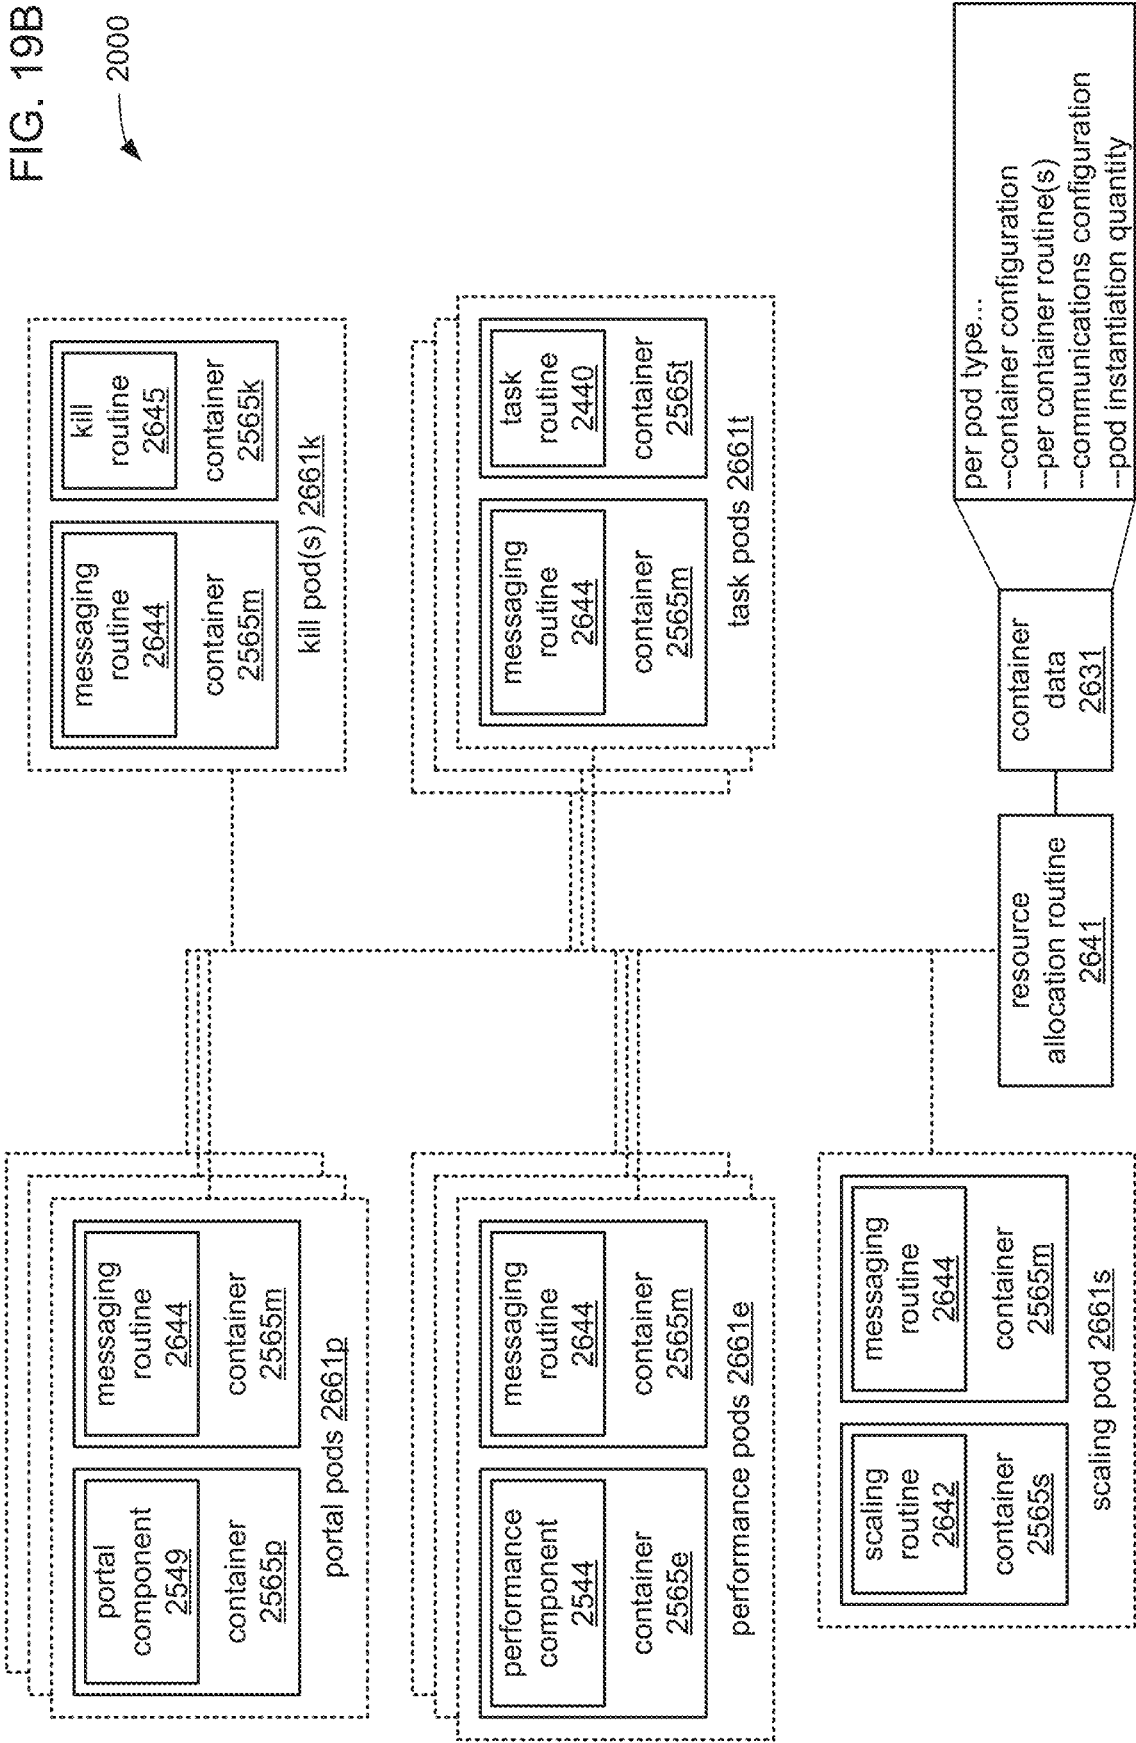 FIG. 19B
2000
portal
component
2549
container
2565p
messaging
routine
2644
container
2565m
portal pods 2661p
messaging
routine
2644
container
2565m
kill
routine
2645
container
2565k
kill pod(s) 2661k
performance
component
2544
container
2565e
messaging
routine
2644
container
2565m
performance pods 2661e
messaging
routine
2644
container
2565m
task
routine
2440
container
2565t
task pods 2661t
scaling
routine
2642
container
2565s
messaging
routine
2644
container
2565m
scaling pod 2661s
resource
allocation routine
2641
container
data
2631
per pod type...
--container configuration
--per container routine(s)
--communications configuration
--pod instantiation quantity